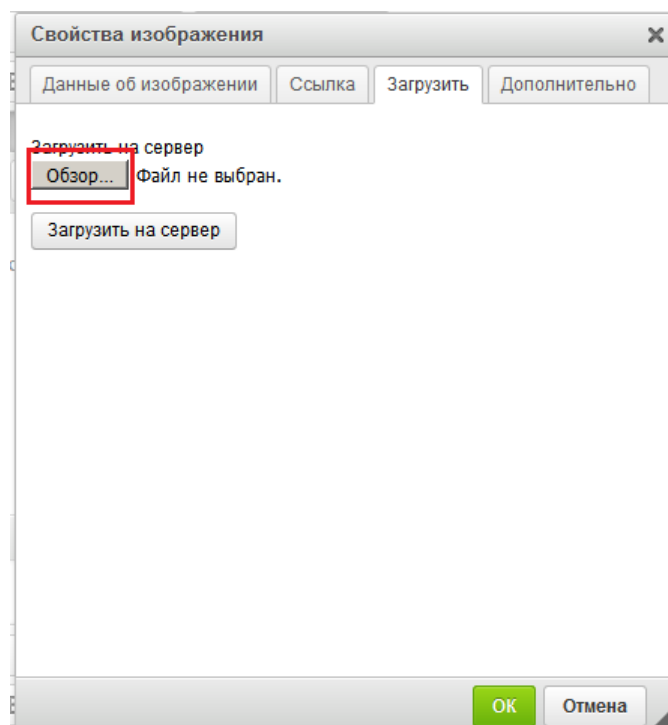 Свойства изображения
Данные об изображении Ссылка Загрузить Дополнительно
Загрузить на сервер
Обзор... Файл не выбран.
Загрузить на сервер
ОК Отмена